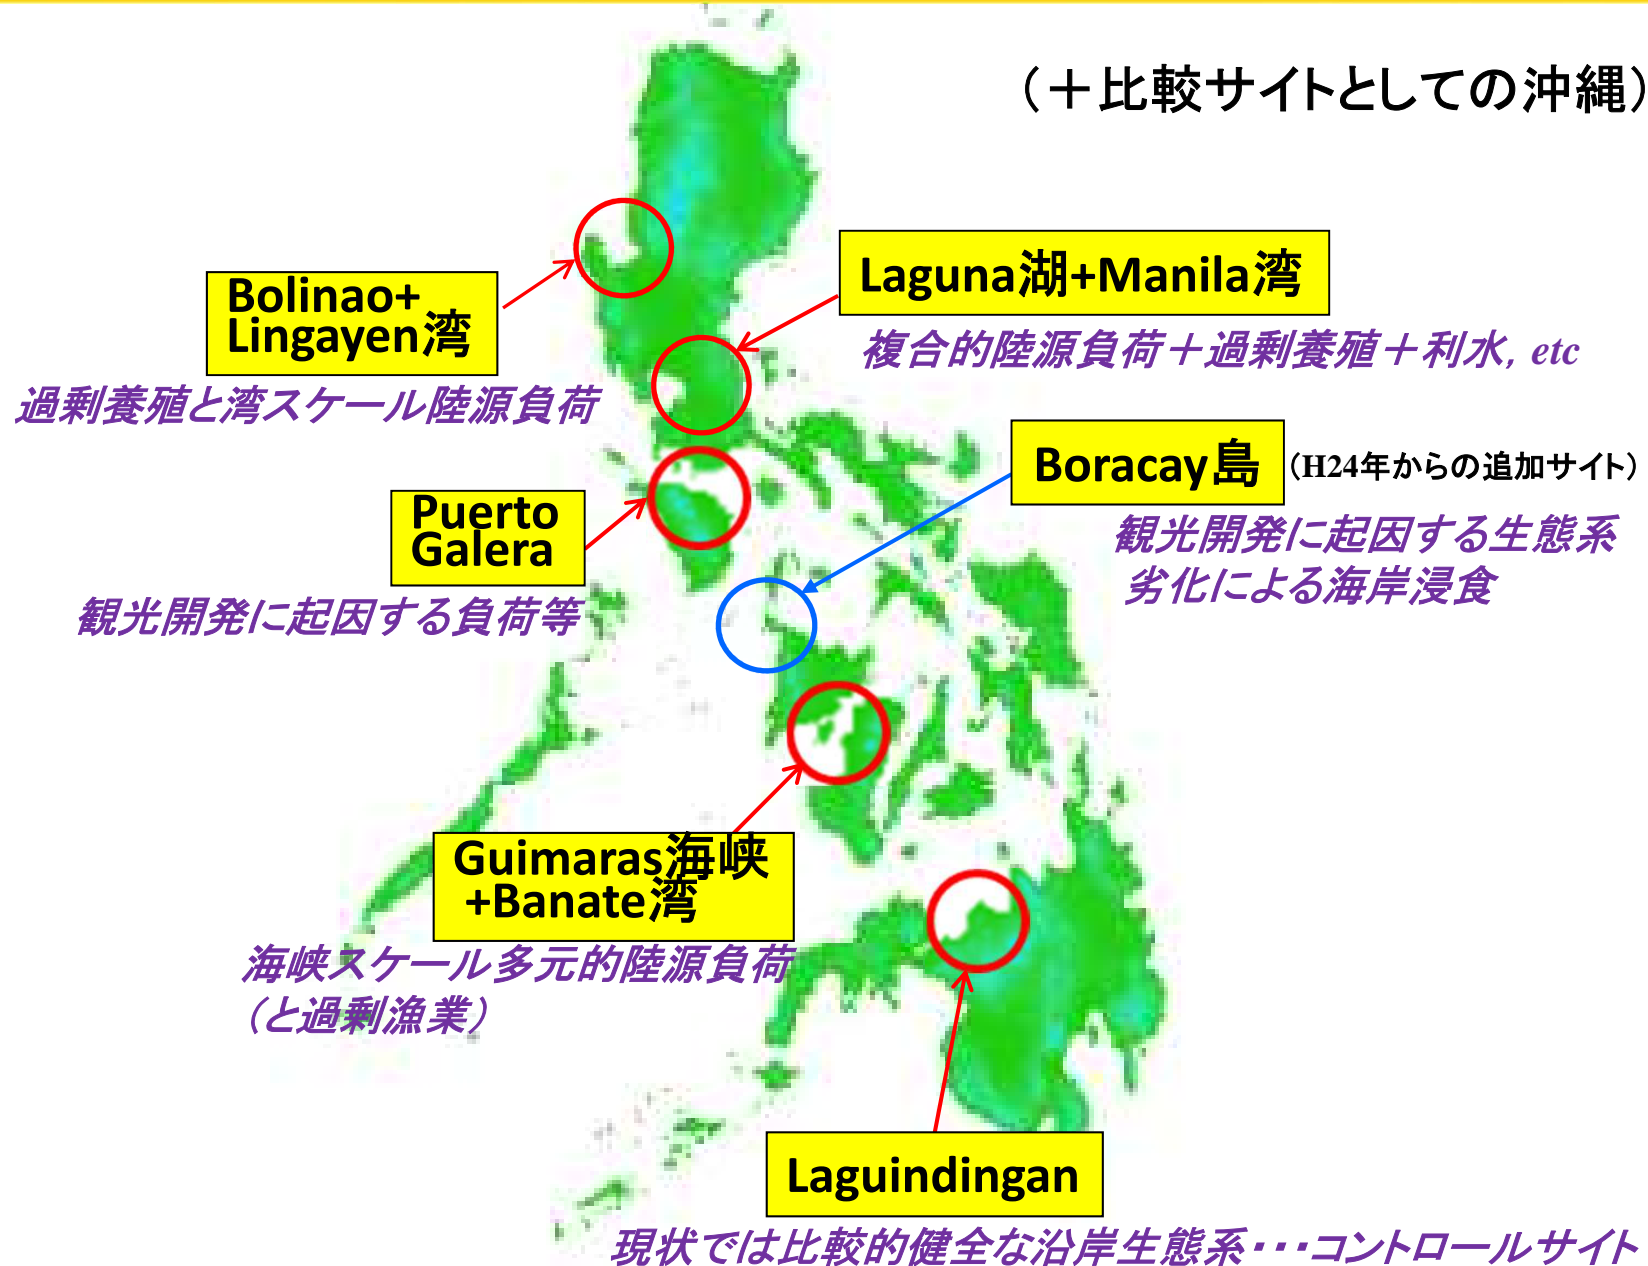 （＋比較サイトとしての沖縄）
Bolinao+
Lingayen湾
過剰養殖と湾スケール陸源負荷
Laguna湖+Manila湾
複合的陸源負荷＋過剰養殖＋利水, etc
Boracay島（H24年からの追加サイト）
観光開発に起因する生態系
劣化による海岸浸食
Puerto
Galera
観光開発に起因する負荷等
Guimaras海峡
+Banate湾
海峡スケール多元的陸源負荷
（と過剰漁業）
Laguindingan
現状では比較的健全な沿岸生態系・・・コントロールサイト